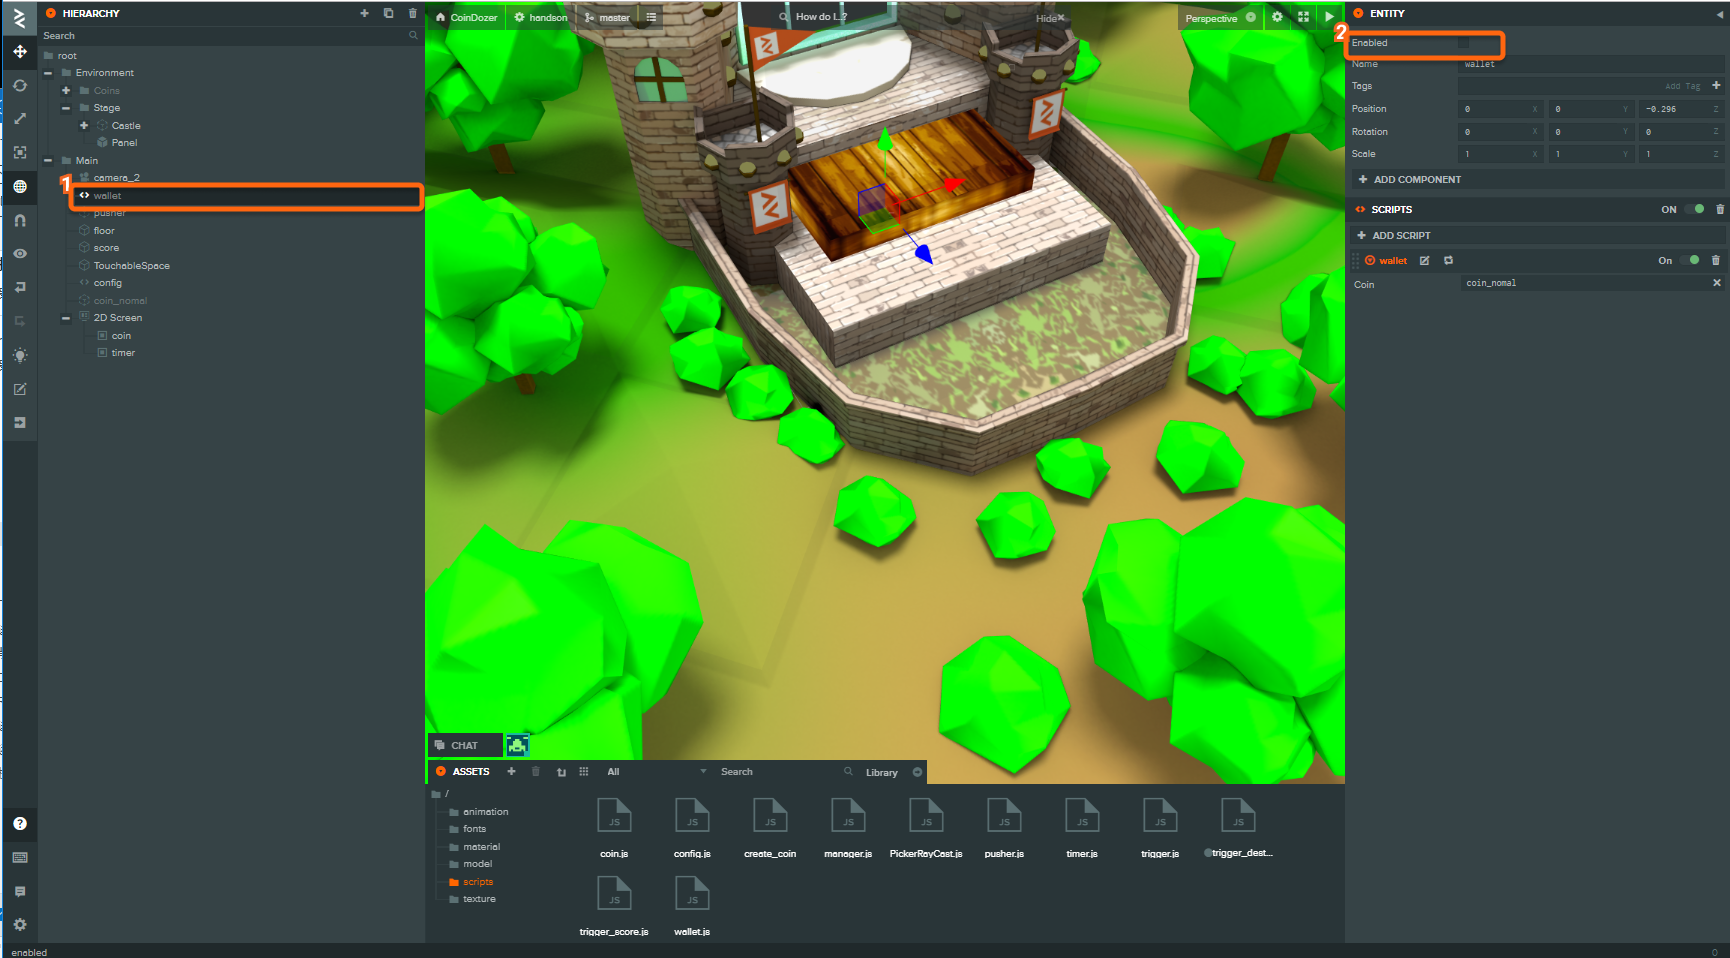 HIERARCHY
Search
root
Environment
Coins
Stage
Castle
Panel
Main
camera_2
1
wallet
pusher
floor
score
TouchableSpace
config
coin_nomal
2D Screen
coin
timer
enabled
CoinDozer handson master How do I...? Hide Perspective
CHAT
ASSETS All Search Library
/
animation
fonts
material
model
scripts
texture
JS JS JS JS JS JS JS JS JS
coin.js config.js create_coin manager.js PickerRayCast.js pusher.js timer.js trigger.js trigger_dest...
JS JS
trigger_score.js wallet.js
ENTITY
2
Enabled
Name wallet
Tags Add Tag
Position 0 X 0 Y -0.296 Z
Rotation 0 X 0 Y 0 Z
Scale 1 X 1 Y 1 Z
ADD COMPONENT
SCRIPTS ON
ADD SCRIPT
wallet On
Coin coin_nomal
0